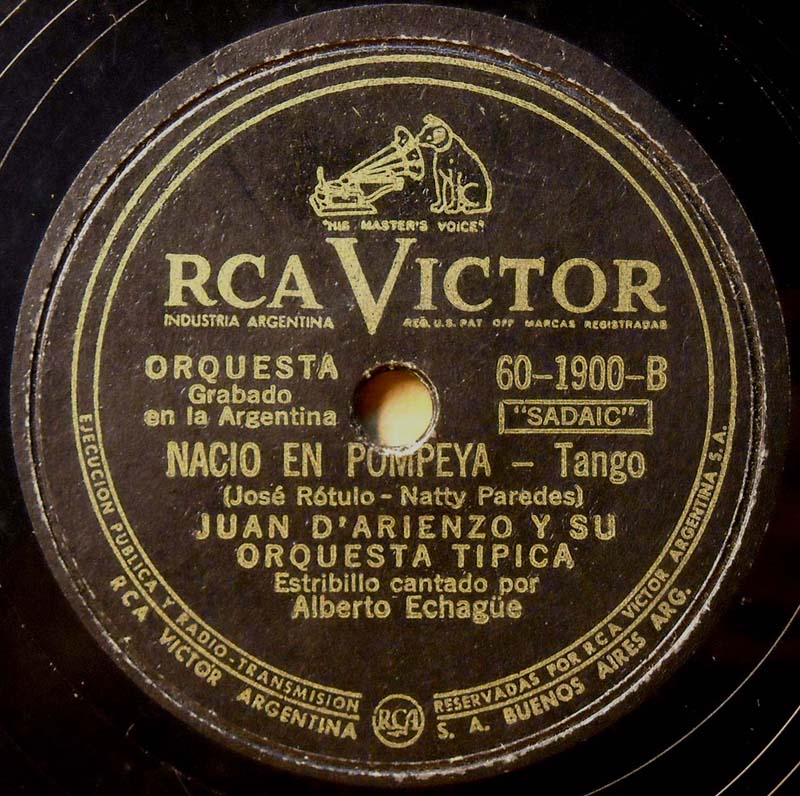 "HIS MASTER'S VOICE"
RCA VICTOR
INDUSTRIA ARGENTINA
REG. U.S. PAT OFF MARCAS REGISTRADAS
ORQUESTA
Grabado
en la Argentina
60-1900-B
"SADAIC"
NACIO EN POMPEYA - Tango
(José Rótulo - Natty Paredes)
JUAN D'ARIENZO Y SU
ORQUESTA TIPICA
Estribillo cantado por
Alberto Echagüe
EJECUCION PUBLICA Y RADIO-TRANSMISION RESERVADAS POR RCA VICTOR ARGENTINA S.A.
RCA VICTOR ARGENTINA S. A. BUENOS AIRES ARG.
RCA